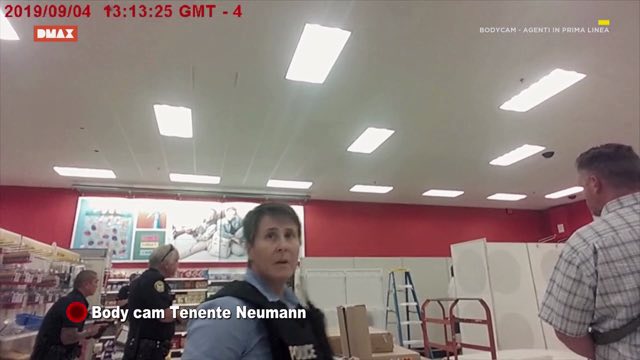 2019/09/04 13:13:25 GMT - 4
DMAX
BODYCAM - AGENTI IN PRIMA LINEA
Body cam Tenente Neumann
POLICE